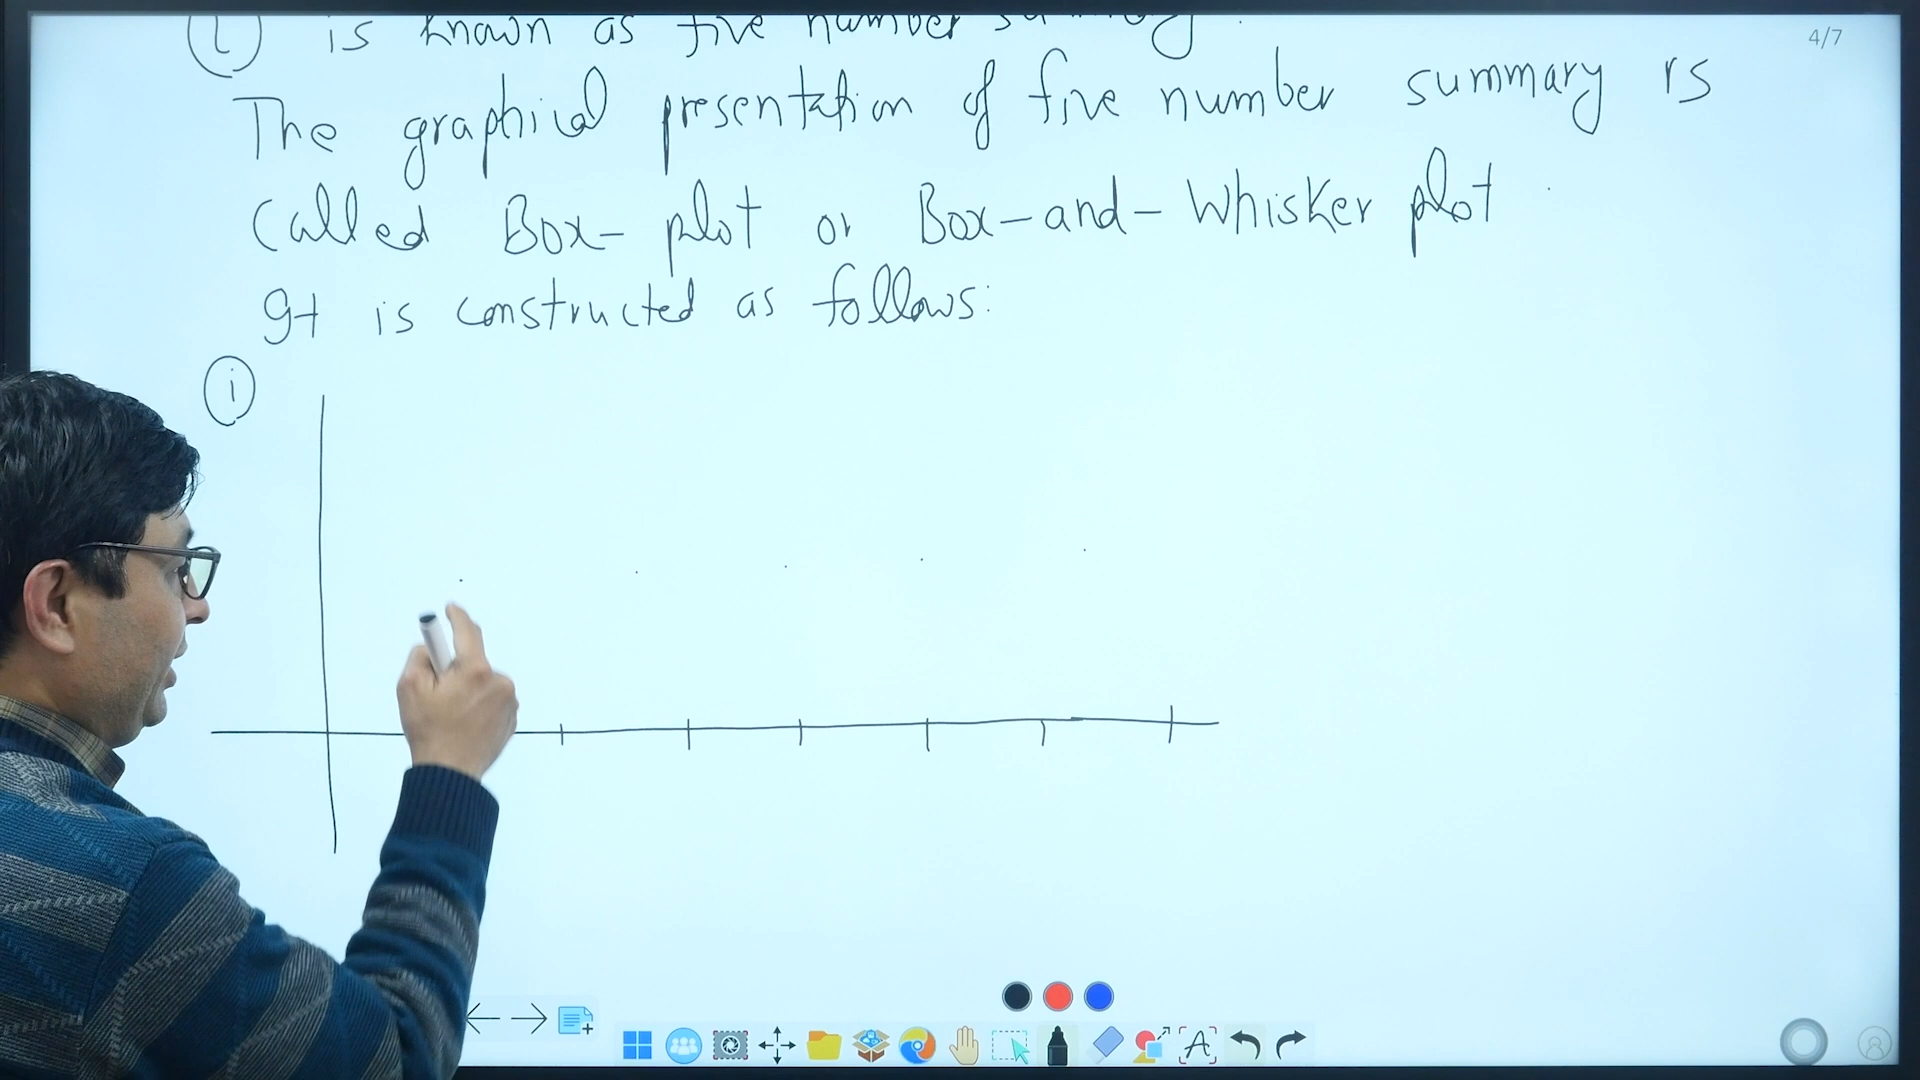 4/7
(i) is known as five number summary.
The graphical presentation of five number summary is
Called Box-plot or Box-and-Whisker plot
It is constructed as follows:
(i)
A